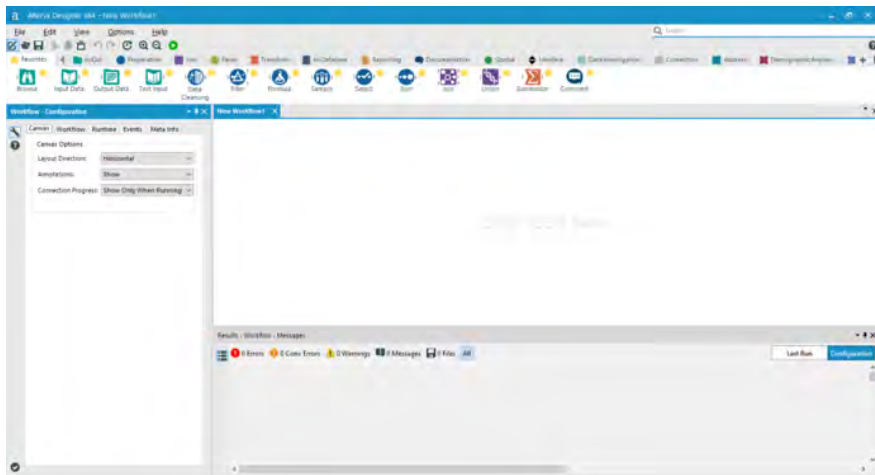 Alteryx Designer x64 - New Workflow1
File Edit View Options Help
Search
Favorites In/Out Preparation Join Parse Transform In-Database Reporting Documentation Spatial Interface Data Investigation Connectors Address Demographic Analysis
Browse Input Data Output Data Text Input Data Cleansing Filter Formula Sample Select Sort Join Union Summarize Comment
Workflow - Configuration
New Workflow1
Canvas Workflow Runtime Events Meta Info
Canvas Options
Layout Direction Horizontal
Annotations Show
Connection Progress Show Only When Running
Results - Workflow - Messages
0 Errors 0 Conv Errors 0 Warnings 0 Messages 0 Files All
Last Run Configuration